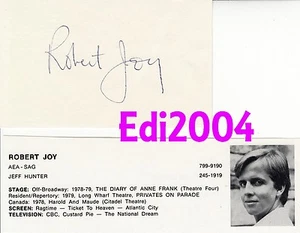 Robert Joy
Edi2004
ROBERT JOY
AEA - SAG 799-9190
JEFF HUNTER 245-1919
STAGE: Off-Broadway: 1978-79, THE DIARY OF ANNE FRANK (Theatre Four)
Resident/Repertory: 1979, Long Wharf Theatre, PRIVATES ON PARADE
Canada: 1978, Harold And Maude (Citadel Theatre)
SCREEN: Ragtime — Ticket To Heaven — Atlantic City
TELEVISION: CBC, Custard Pie — The National Dream